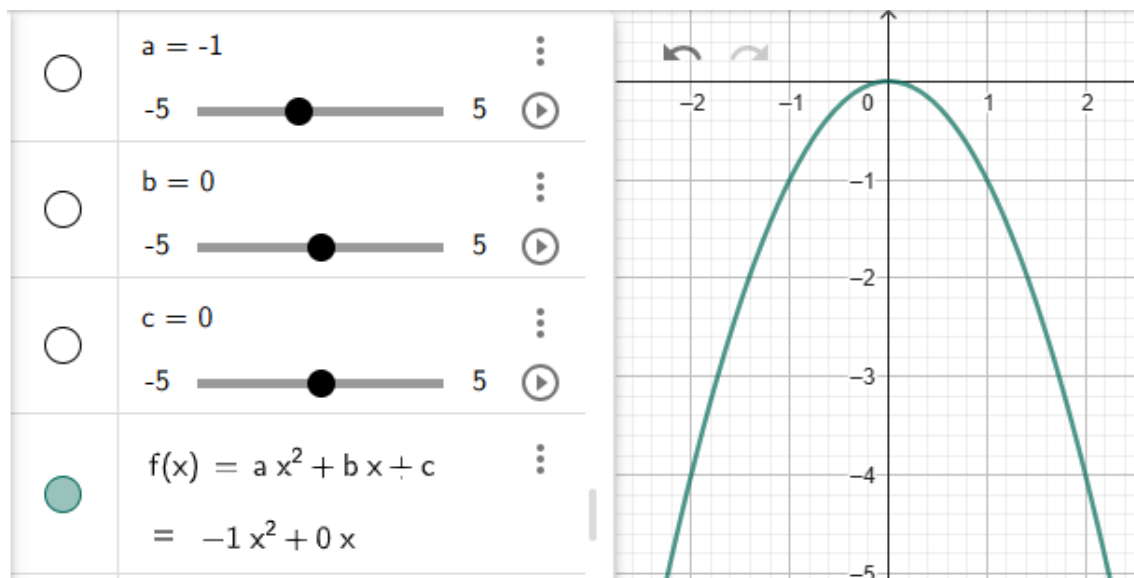 a = -1
-5 5
b = 0
-5 5
c = 0
-5 5
f(x) = a x² + b x + c
= −1 x² + 0 x
−2 −1 0 1 2
−1
−2
−3
−4
−5